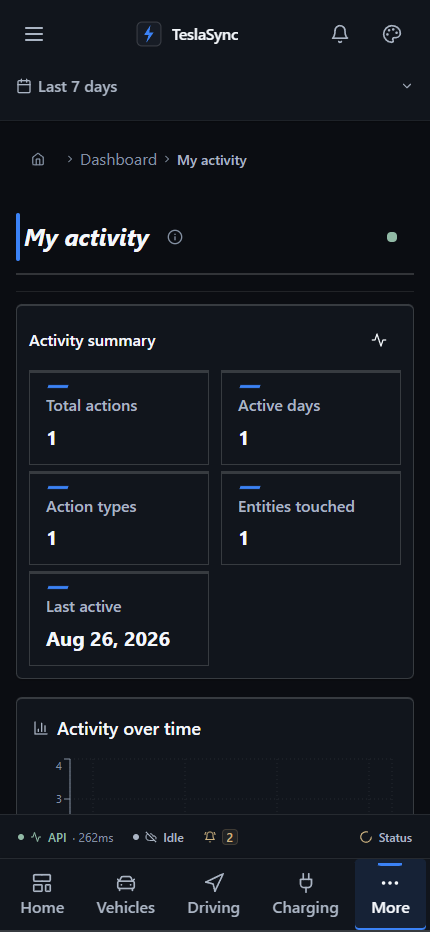 TeslaSync
Last 7 days
Dashboard My activity
My activity
Activity summary
Total actions
1
Active days
1
Action types
1
Entities touched
1
Last active
Aug 26, 2026
Activity over time
4
3
API · 262ms Idle 2 Status
Home Vehicles Driving Charging More